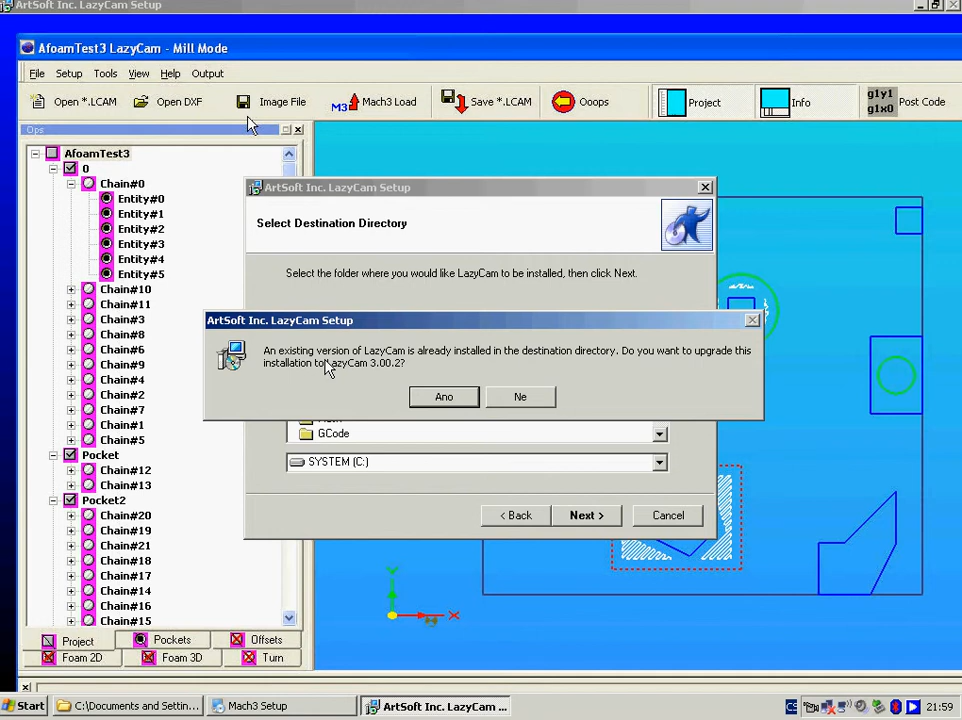 ArtSoft Inc. LazyCam Setup
AfoamTest3 LazyCam - Mill Mode
File Setup Tools View Help Output
Open *.LCAM Open DXF Image File M3 Mach3 Load Save *.LCAM Ooops Project Info g1y1 g1x0 Post Code
Ops
AfoamTest3
0
Chain#0
Entity#0
Entity#1
Entity#2
Entity#3
Entity#4
Entity#5
Chain#10
Chain#11
Chain#3
Chain#8
Chain#6
Chain#9
Chain#4
Chain#2
Chain#7
Chain#1
Chain#5
Pocket
Chain#12
Chain#13
Pocket2
Chain#20
Chain#19
Chain#21
Chain#18
Chain#17
Chain#14
Chain#16
Chain#15
Project Pockets Offsets
Foam 2D Foam 3D Turn
ArtSoft Inc. LazyCam Setup
Select Destination Directory
Select the folder where you would like LazyCam to be installed, then click Next.
ArtSoft Inc. LazyCam Setup
An existing version of LazyCam is already installed in the destination directory. Do you want to upgrade this
installation to LazyCam 3.00.2?
Ano Ne
GCode
SYSTEM (C:)
< Back Next > Cancel
Y
X
Start C:\Documents and Settin... Mach3 Setup ArtSoft Inc. LazyCam ... CS 21:59